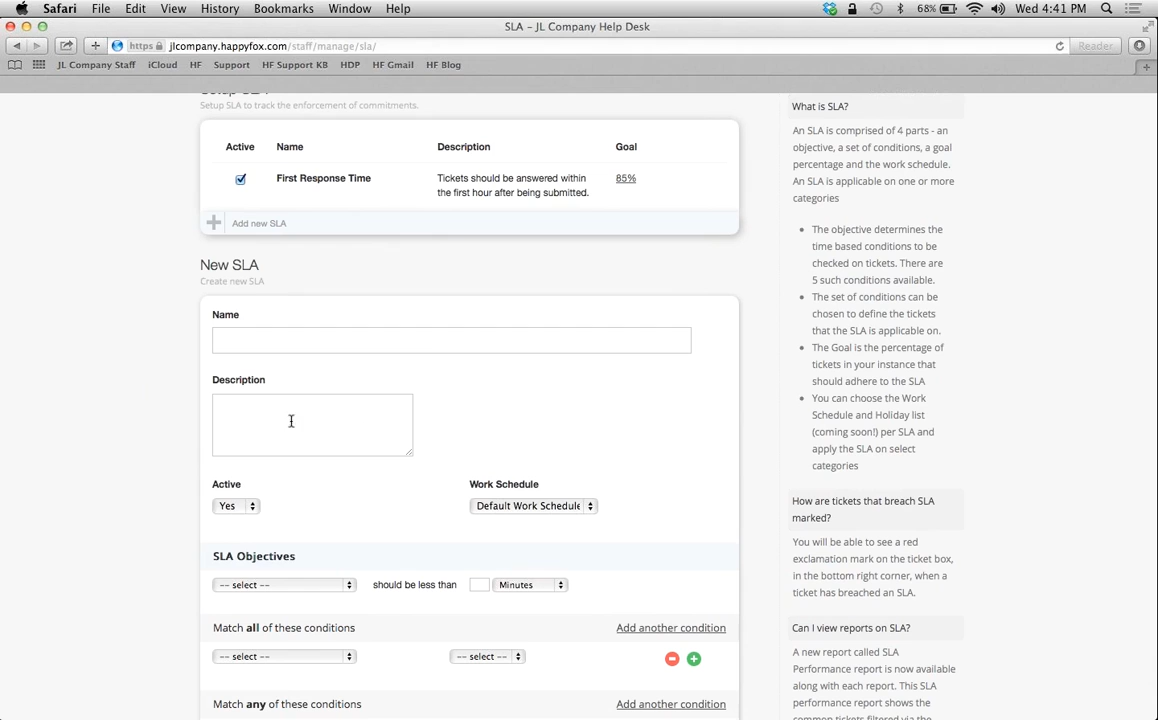 Safari File Edit View History Bookmarks Window Help 68% Wed 4:41 PM
SLA – JL Company Help Desk
https jlcompany.happyfox.com/staff/manage/sla/ Reader
JL Company Staff iCloud HF Support HF Support KB HDP HF Gmail HF Blog
Setup SLA
Setup SLA to track the enforcement of commitments.
Active Name Description Goal
First Response Time Tickets should be answered within 85%
the first hour after being submitted.
Add new SLA
New SLA
Create new SLA
Name
Description
Active Work Schedule
Yes Default Work Schedule
SLA Objectives
-- select -- should be less than Minutes
Match all of these conditions Add another condition
-- select -- -- select --
Match any of these conditions Add another condition
What is SLA?
An SLA is comprised of 4 parts - an
objective, a set of conditions, a goal
percentage and the work schedule.
An SLA is applicable on one or more
categories
The objective determines the
time based conditions to be
checked on tickets. There are
5 such conditions available.
The set of conditions can be
chosen to define the tickets
that the SLA is applicable on.
The Goal is the percentage of
tickets in your instance that
should adhere to the SLA
You can choose the Work
Schedule and Holiday list
(coming soon!) per SLA and
apply the SLA on select
categories
How are tickets that breach SLA
marked?
You will be able to see a red
exclamation mark on the ticket box,
in the bottom right corner, when a
ticket has breached an SLA.
Can I view reports on SLA?
A new report called SLA
Performance report is now available
along with each report. This SLA
performance report shows the
common tickets filtered via the